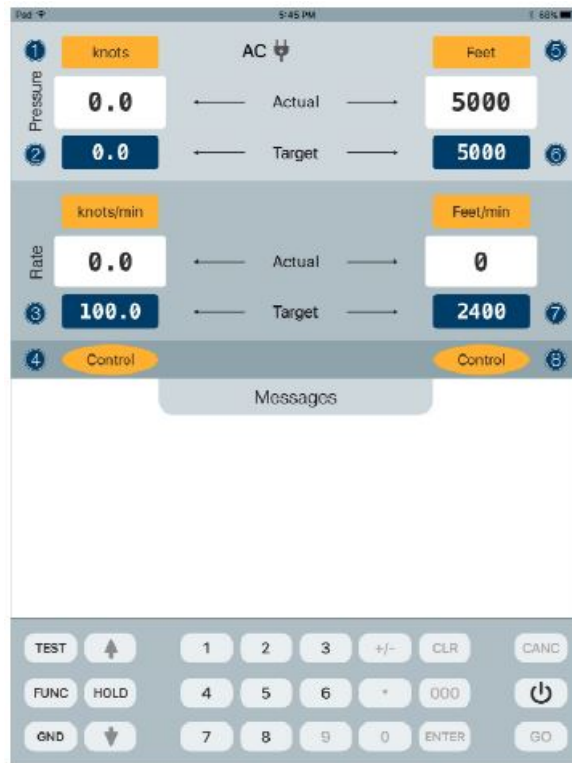 iPad 5:45 PM 66%
1 knots AC Feet 5
Pressure
0.0 Actual 5000
2 0.0 Target 5000 6
knots/min Feet/min
Rate
0.0 Actual 0
3 100.0 Target 2400 7
4 Control Control 8
Messages
TEST 1 2 3 +/- CLR CANC
FUNC HOLD 4 5 6 • 000
GND 7 8 9 0 ENTER GO